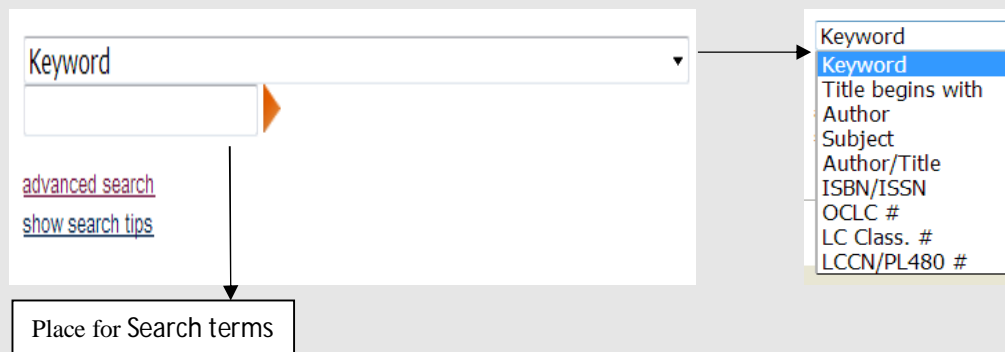 Keyword
advanced search
show search tips
Place for Search terms
Keyword
Keyword
Title begins with
Author
Subject
Author/Title
ISBN/ISSN
OCLC #
LC Class. #
LCCN/PL480 #